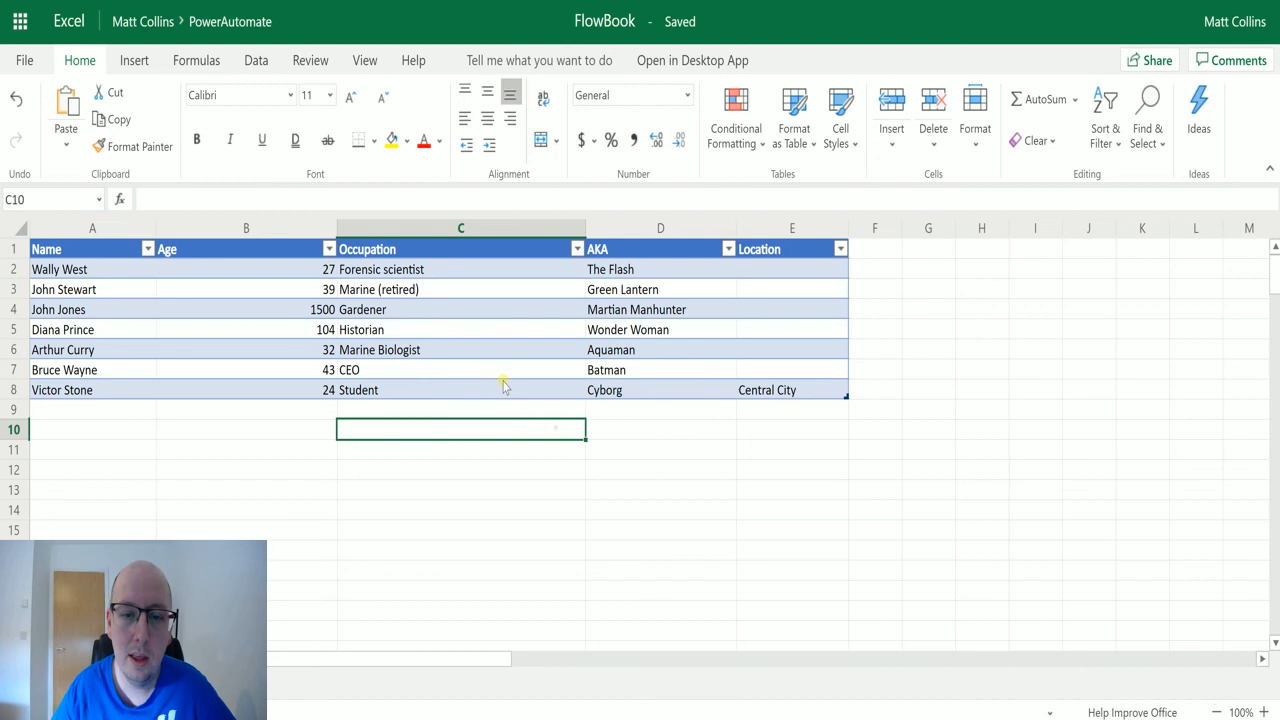 Excel Matt Collins > PowerAutomate FlowBook - Saved Matt Collins
File Home Insert Formulas Data Review View Help Tell me what you want to do Open in Desktop App Share Comments
Cut Calibri 11 General AutoSum
Paste Copy $ % Conditional Formatting Format as Table Cell Styles Insert Delete Format Clear Sort & Filter Find & Select Ideas
Format Painter B I U D ab
Undo Clipboard Font Alignment Number Tables Cells Editing Ideas
C10 fx
A B C D E F G H I J K L M
1 Name Age Occupation AKA Location
2 Wally West 27 Forensic scientist The Flash
3 John Stewart 39 Marine (retired) Green Lantern
4 John Jones 1500 Gardener Martian Manhunter
5 Diana Prince 104 Historian Wonder Woman
6 Arthur Curry 32 Marine Biologist Aquaman
7 Bruce Wayne 43 CEO Batman
8 Victor Stone 24 Student Cyborg Central City
9
10
11
12
13
14
15
Help Improve Office 100%